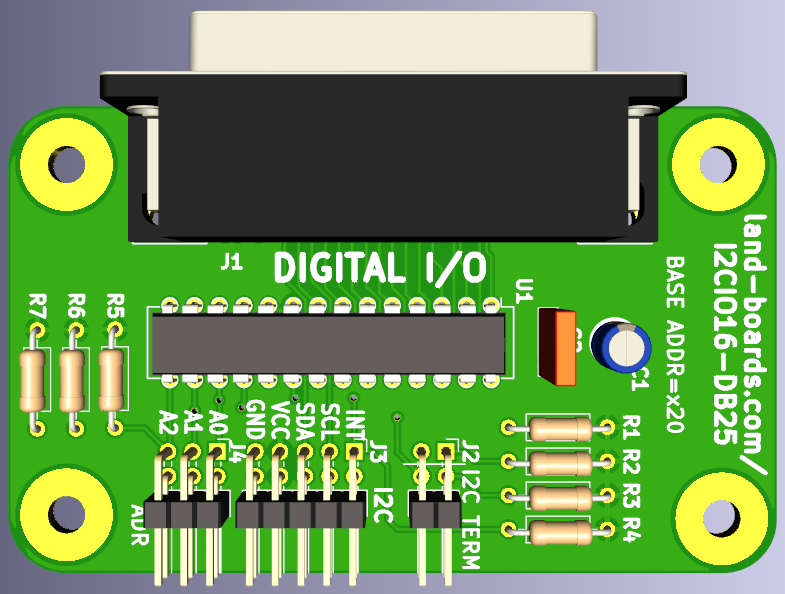 J1
DIGITAL I/O
U1
land-boards.com/
I2CIO16-DB25
BASE ADDR=x20
R7
R6
R5
C1
A2
A1
A0
J4
GND
VCC
SDA
SCL
INT
J3
I2C
J2
I2C TERM
ADR
R1
R2
R3
R4